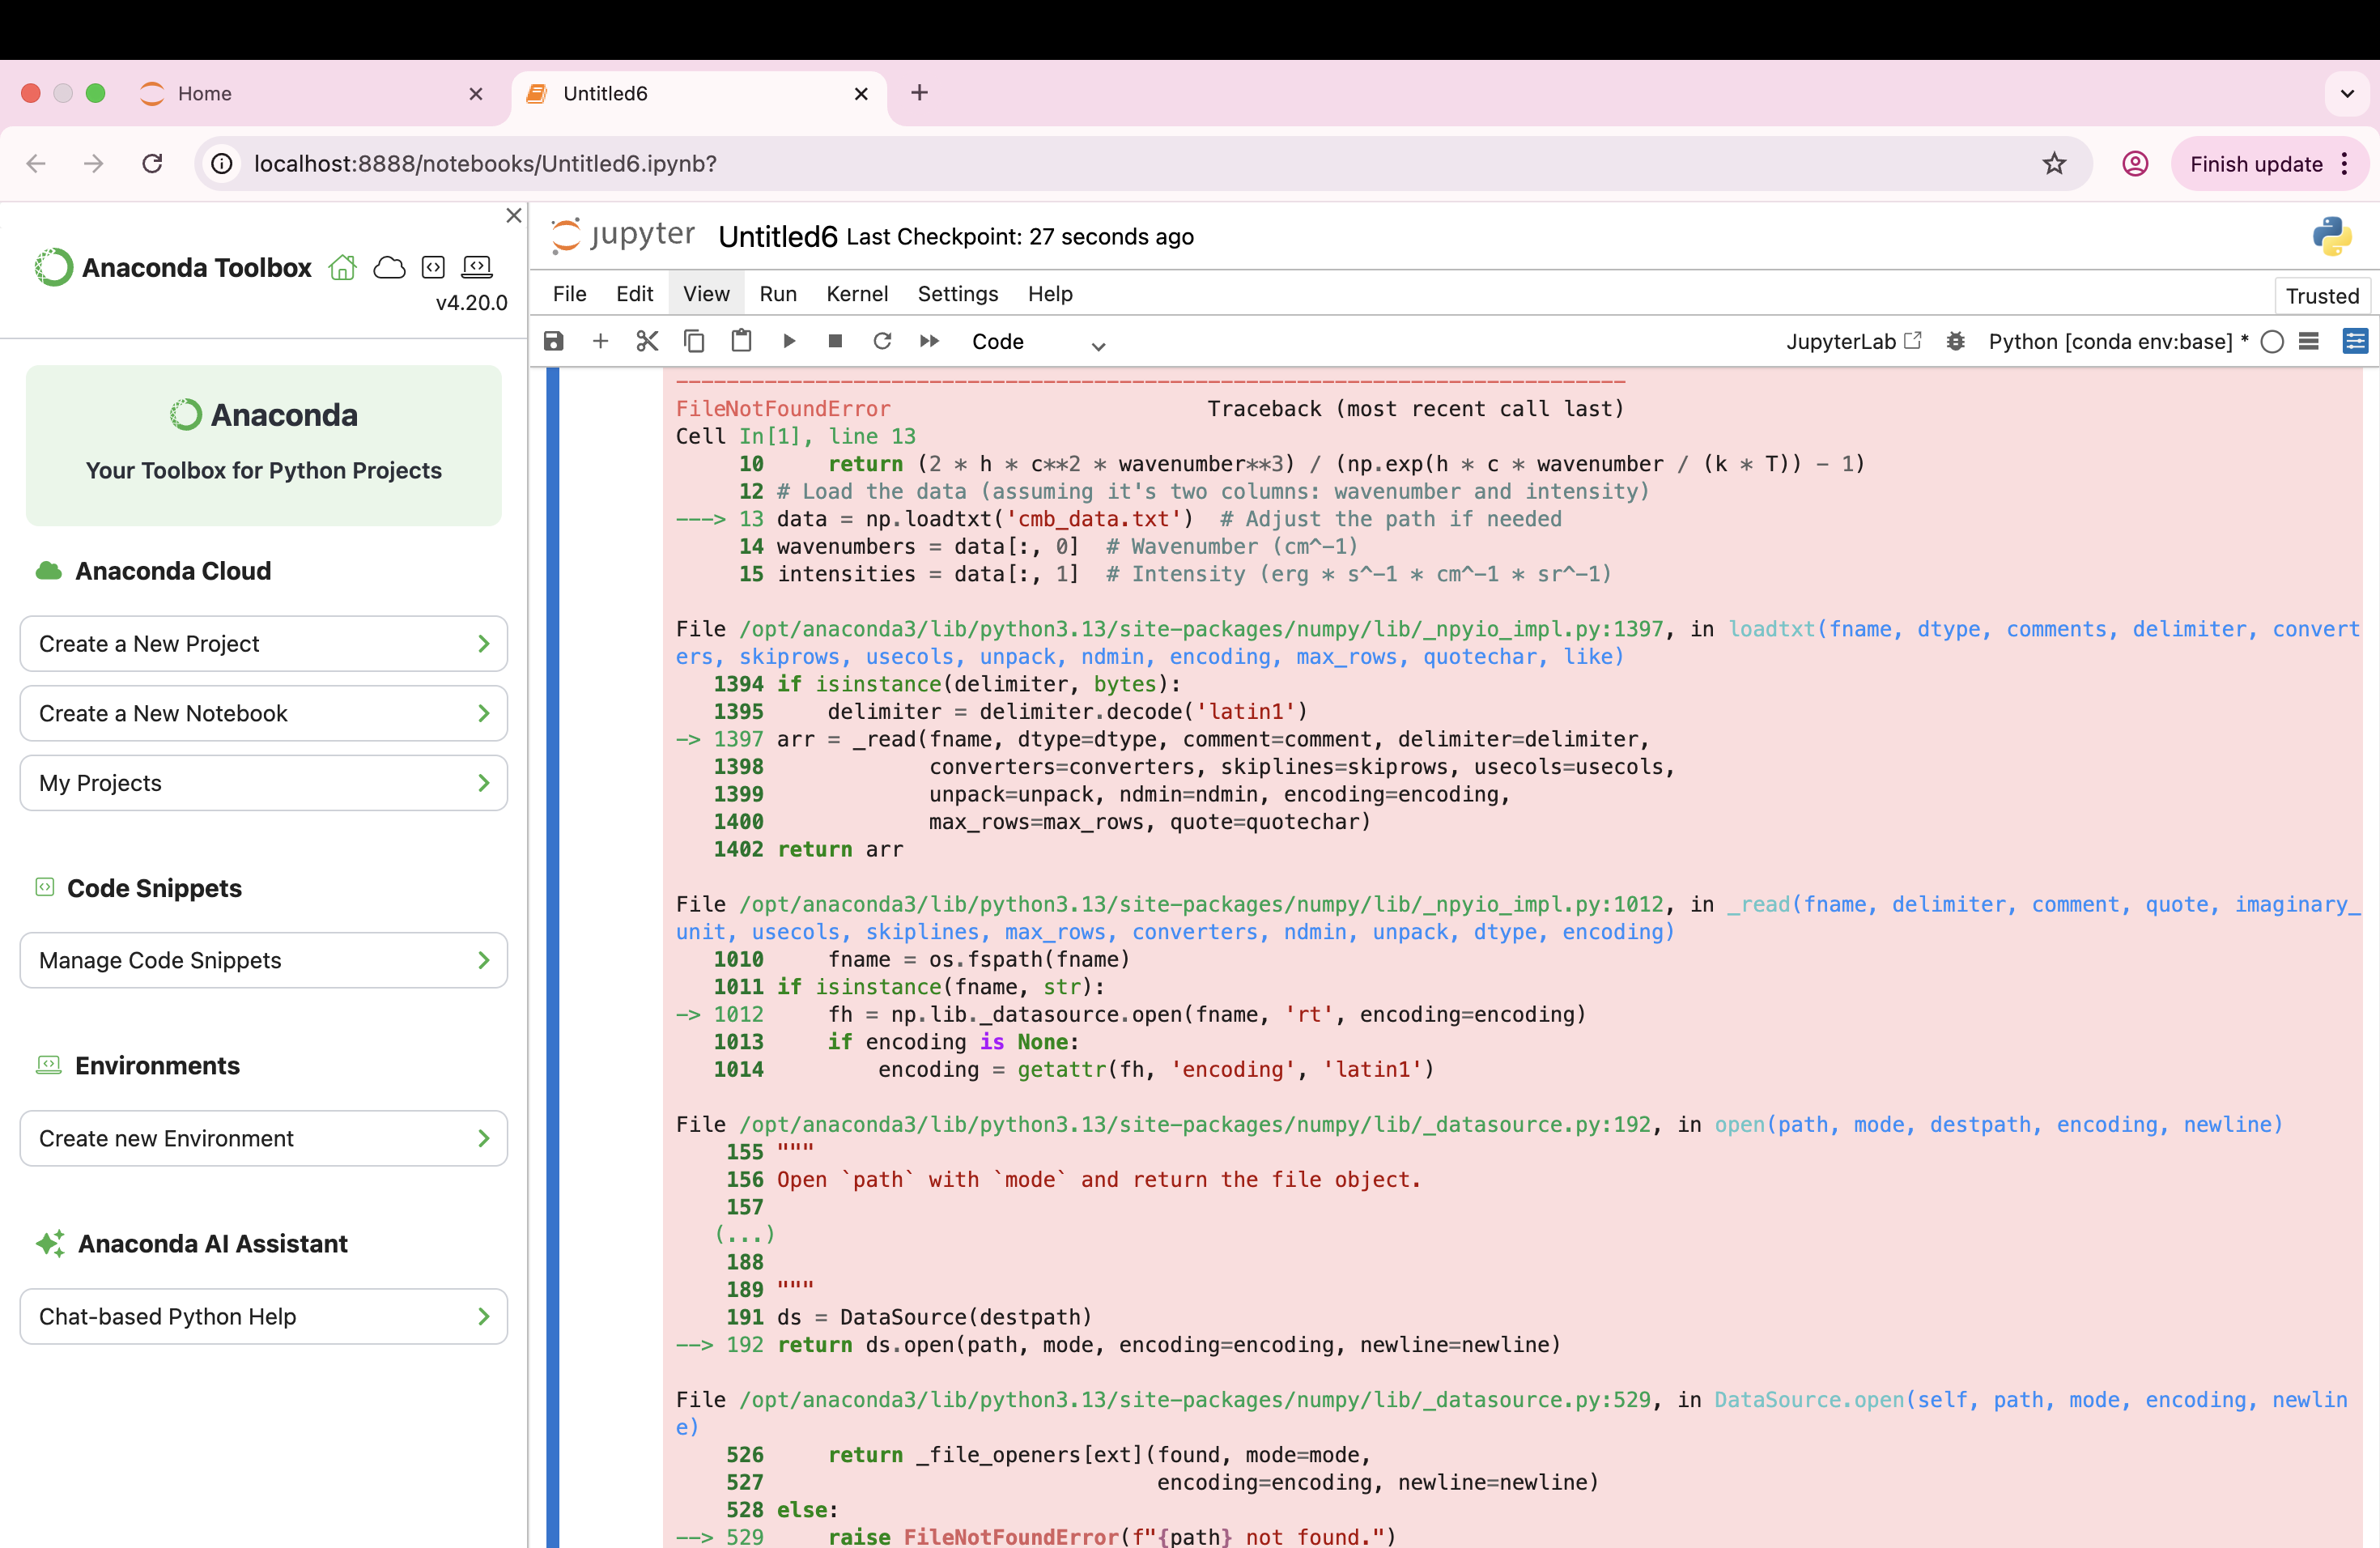 Home
Untitled6
localhost:8888/notebooks/Untitled6.ipynb?
Finish update
Anaconda Toolbox
v4.20.0
Anaconda
Your Toolbox for Python Projects
Anaconda Cloud
Create a New Project
Create a New Notebook
My Projects
Code Snippets
Manage Code Snippets
Environments
Create new Environment
Anaconda AI Assistant
Chat-based Python Help
jupyter Untitled6 Last Checkpoint: 27 seconds ago
File Edit View Run Kernel Settings Help
Trusted
Code
JupyterLab
Python [conda env:base] *
---------------------------------------------------------------------------
FileNotFoundError                         Traceback (most recent call last)
Cell In[1], line 13
     10     return (2 * h * c**2 * wavenumber**3) / (np.exp(h * c * wavenumber / (k * T)) - 1)
     12 # Load the data (assuming it's two columns: wavenumber and intensity)
---> 13 data = np.loadtxt('cmb_data.txt')  # Adjust the path if needed
     14 wavenumbers = data[:, 0]  # Wavenumber (cm^-1)
     15 intensities = data[:, 1]  # Intensity (erg * s^-1 * cm^-1 * sr^-1)
File /opt/anaconda3/lib/python3.13/site-packages/numpy/lib/_npyio_impl.py:1397, in loadtxt(fname, dtype, comments, delimiter, convert
ers, skiprows, usecols, unpack, ndmin, encoding, max_rows, quotechar, like)
   1394 if isinstance(delimiter, bytes):
   1395     delimiter = delimiter.decode('latin1')
-> 1397 arr = _read(fname, dtype=dtype, comment=comment, delimiter=delimiter,
   1398             converters=converters, skiplines=skiprows, usecols=usecols,
   1399             unpack=unpack, ndmin=ndmin, encoding=encoding,
   1400             max_rows=max_rows, quote=quotechar)
   1402 return arr
File /opt/anaconda3/lib/python3.13/site-packages/numpy/lib/_npyio_impl.py:1012, in _read(fname, delimiter, comment, quote, imaginary_
unit, usecols, skiplines, max_rows, converters, ndmin, unpack, dtype, encoding)
   1010     fname = os.fspath(fname)
   1011 if isinstance(fname, str):
-> 1012     fh = np.lib._datasource.open(fname, 'rt', encoding=encoding)
   1013     if encoding is None:
   1014         encoding = getattr(fh, 'encoding', 'latin1')
File /opt/anaconda3/lib/python3.13/site-packages/numpy/lib/_datasource.py:192, in open(path, mode, destpath, encoding, newline)
    155 """
    156 Open `path` with `mode` and return the file object.
    157
   (...)
    188
    189 """
    191 ds = DataSource(destpath)
--> 192 return ds.open(path, mode, encoding=encoding, newline=newline)
File /opt/anaconda3/lib/python3.13/site-packages/numpy/lib/_datasource.py:529, in DataSource.open(self, path, mode, encoding, newlin
e)
    526     return _file_openers[ext](found, mode=mode,
    527                               encoding=encoding, newline=newline)
    528 else:
--> 529     raise FileNotFoundError(f"{path} not found.")